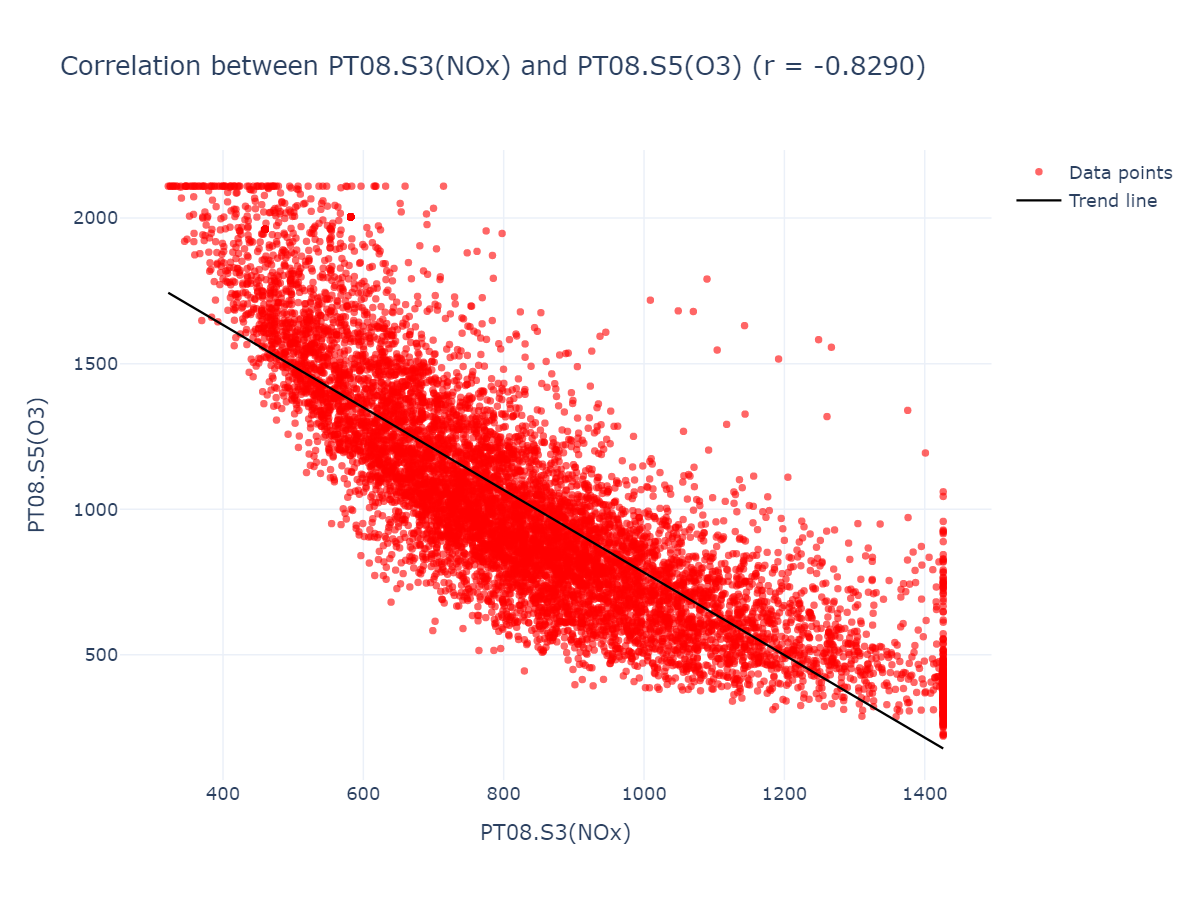 Correlation between PT08.S3(NOx) and PT08.S5(O3) (r = -0.8290)
Data points
Trend line
2000
1500
1000
500
PT08.S5(O3)
400
600
800
1000
1200
1400
PT08.S3(NOx)